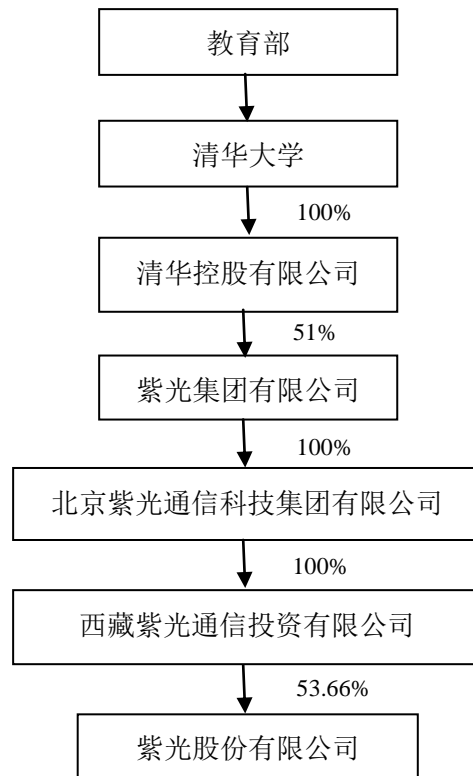 教育部
清华大学
100%
清华控股有限公司
51%
紫光集团有限公司
100%
北京紫光通信科技集团有限公司
100%
西藏紫光通信投资有限公司
53.66%
紫光股份有限公司